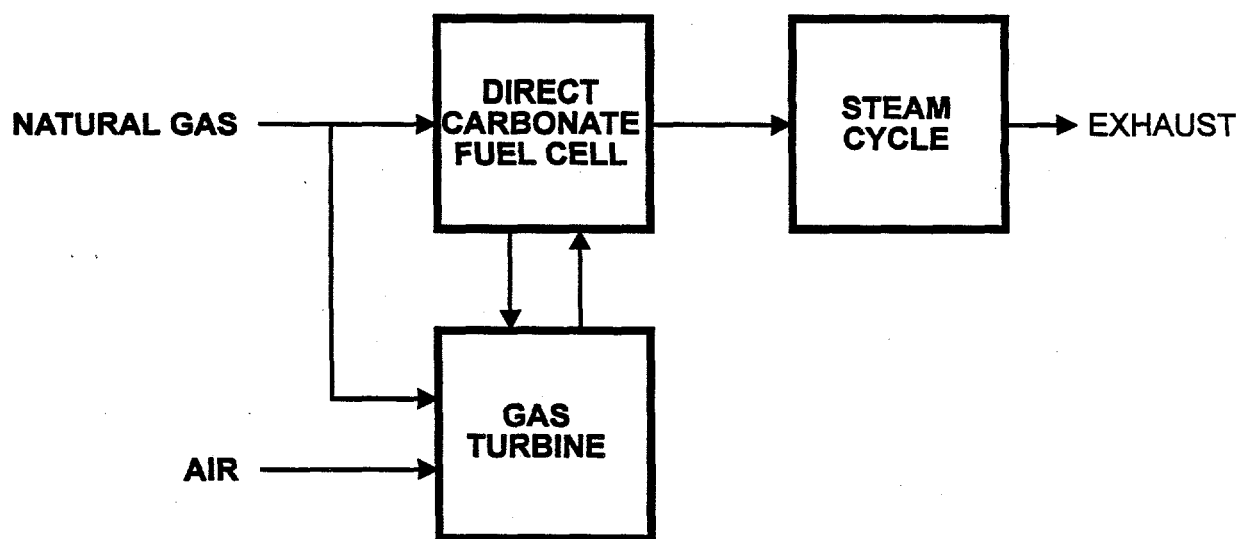 DIRECT
CARBONATE
FUEL CELL
STEAM
CYCLE
NATURAL GAS
EXHAUST
GAS
TURBINE
AIR